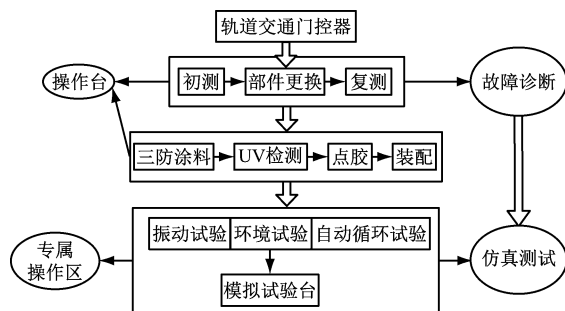 轨道交通门控器
操作台
初测
部件更换
复测
故障诊断
三防涂料
UV检测
点胶
装配
振动试验
环境试验
自动循环试验
专属
操作区
仿真测试
模拟试验台